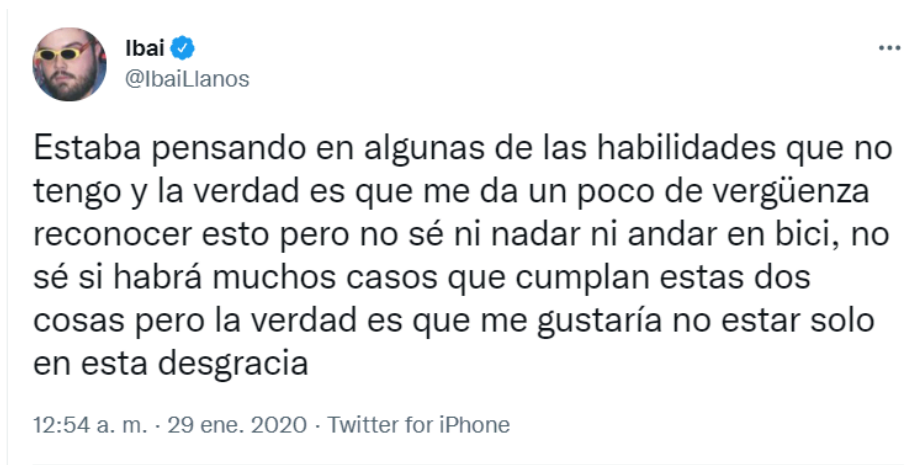 Ibai
@IbaiLlanos
Estaba pensando en algunas de las habilidades que no
tengo y la verdad es que me da un poco de vergüenza
reconocer esto pero no sé ni nadar ni andar en bici, no
sé si habrá muchos casos que cumplan estas dos
cosas pero la verdad es que me gustaría no estar solo
en esta desgracia
12:54 a. m. · 29 ene. 2020 · Twitter for iPhone